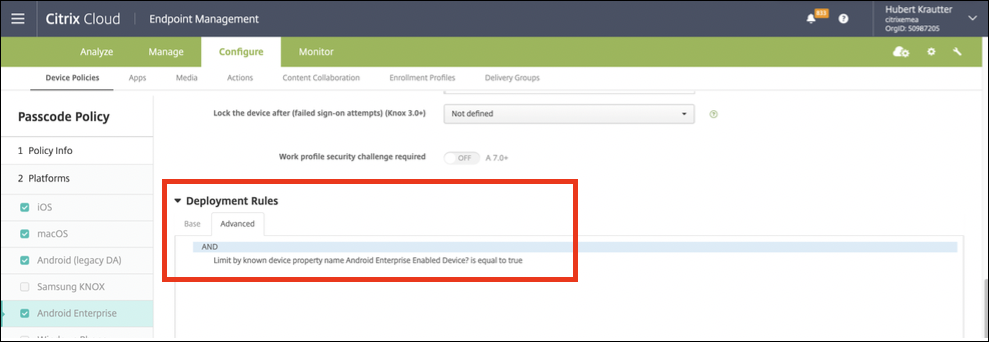 Citrix Cloud Endpoint Management 833 Hubert Krautter
citrixemea
OrgID: 50987205
Analyze Manage Configure Monitor
Device Policies Apps Media Actions Content Collaboration Enrollment Profiles Delivery Groups
Passcode Policy
1 Policy Info
2 Platforms
iOS
macOS
Android (legacy DA)
Samsung KNOX
Android Enterprise
Lock the device after (failed sign-on attempts) (Knox 3.0+) Not defined
Work profile security challenge required OFF A 7.0+
Deployment Rules
Base Advanced
AND
Limit by known device property name Android Enterprise Enabled Device? is equal to true